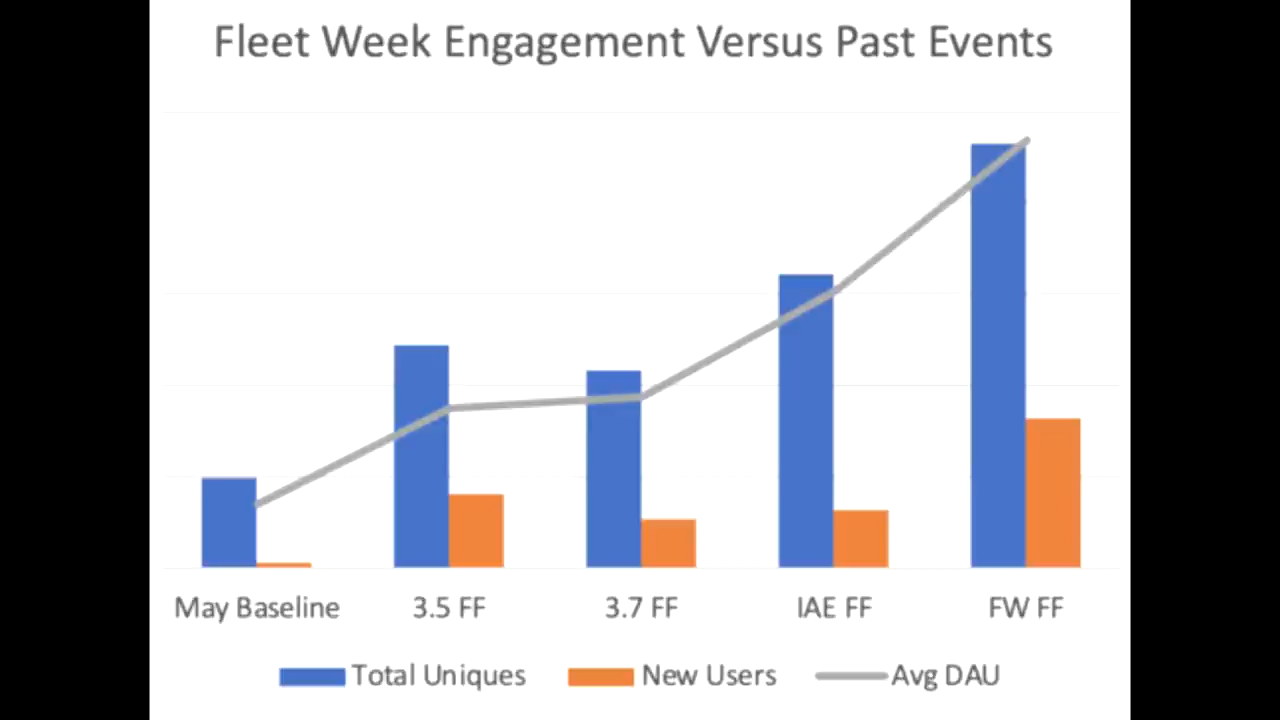 Fleet Week Engagement Versus Past Events
May Baseline 3.5 FF 3.7 FF IAE FF FW FF
Total Uniques New Users Avg DAU